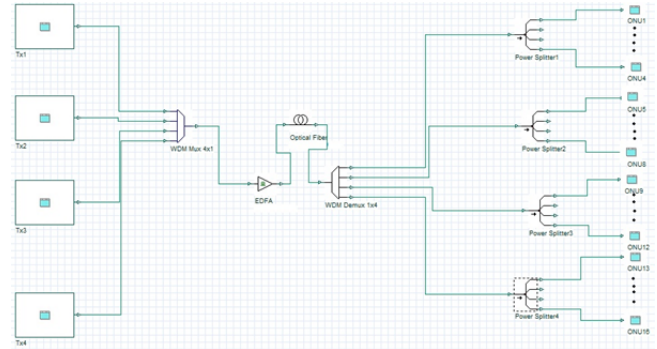 Tx1
Tx2
Tx3
Tx4
WDM Mux 4x1
EDFA
Optical Fiber
WDM Demux 1x4
Power Splitter1
Power Splitter2
Power Splitter3
Power Splitter4
ONU1
ONU4
ONU5
ONU8
ONU9
ONU12
ONU13
ONU16